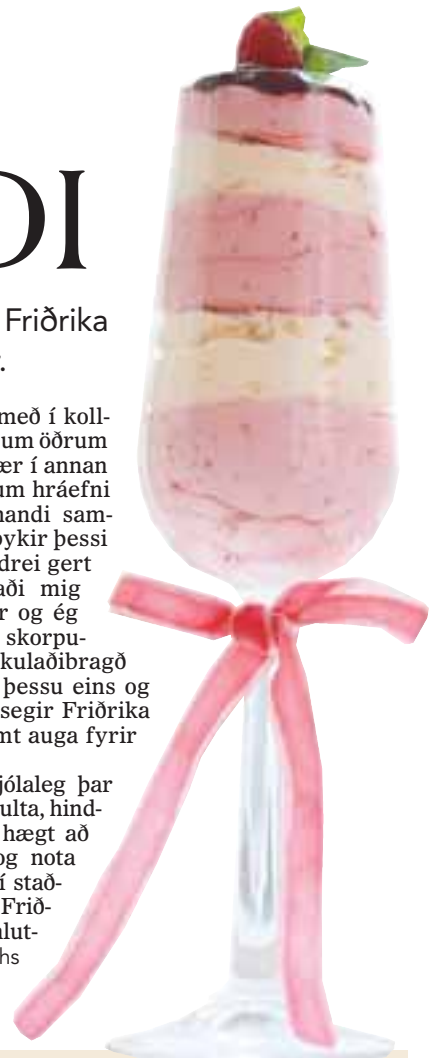 DI
Friðrika
með í koll-
um öðrum
ær í annan
um hráefni
nandi sam-
þykir þessi
drei gert
aði mig
r og ég
skorpu-
kulaðibragð
þessu eins og
segir Friðrika
mt auga fyrir
jólaleg þar
ulta, hind-
hægt að
og nota
í stað-
Frið-
hlut-
hs